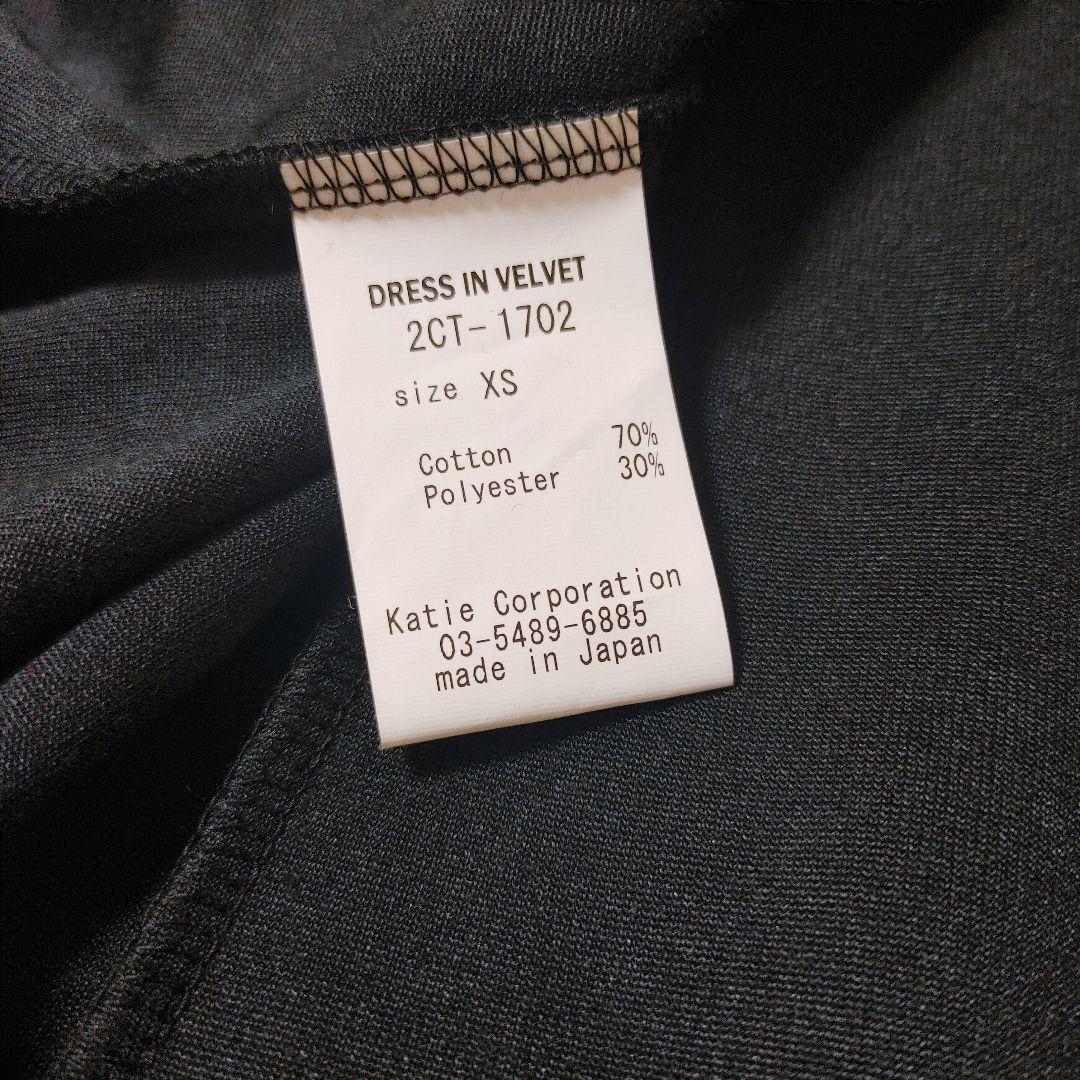 DRESS IN VELVET
2CT-1702
size XS
Cotton 70%
Polyester 30%
Katie Corporation
03-5489-6885
made in Japan